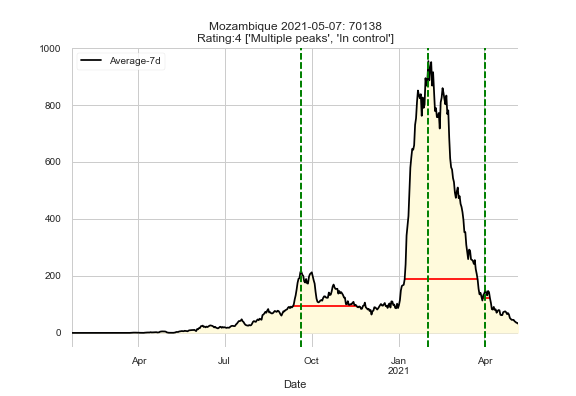 Mozambique 2021-05-07: 70138
Rating:4 ['Multiple peaks', 'In control']
Average-7d
1000
800
600
400
200
0
Apr
Jul
Oct
Jan
2021
Apr
Date